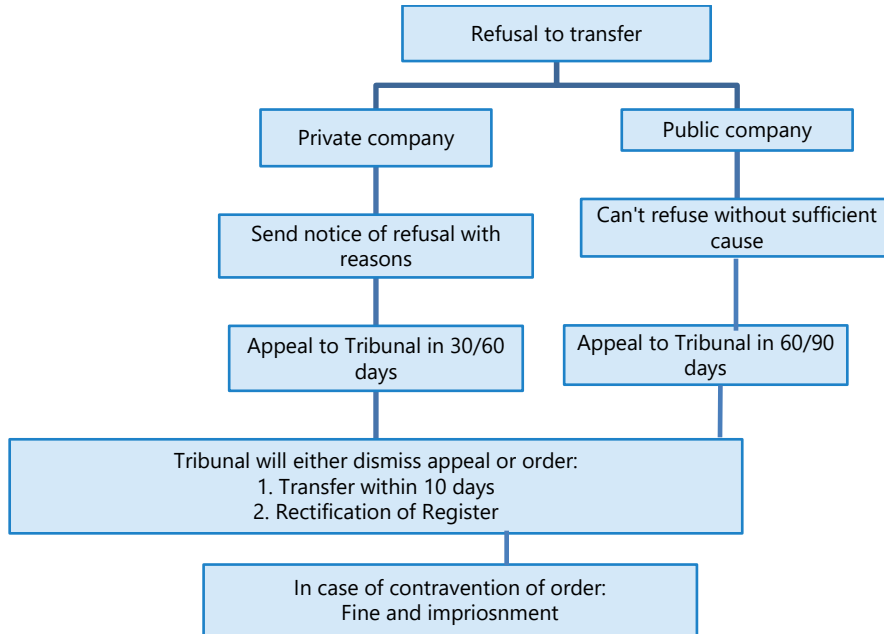 Refusal to transfer
Private company
Public company
Send notice of refusal with
reasons
Can't refuse without sufficient
cause
Appeal to Tribunal in 30/60
days
Appeal to Tribunal in 60/90
days
Tribunal will either dismiss appeal or order:
1. Transfer within 10 days
2. Rectification of Register
In case of contravention of order:
Fine and impriosnment